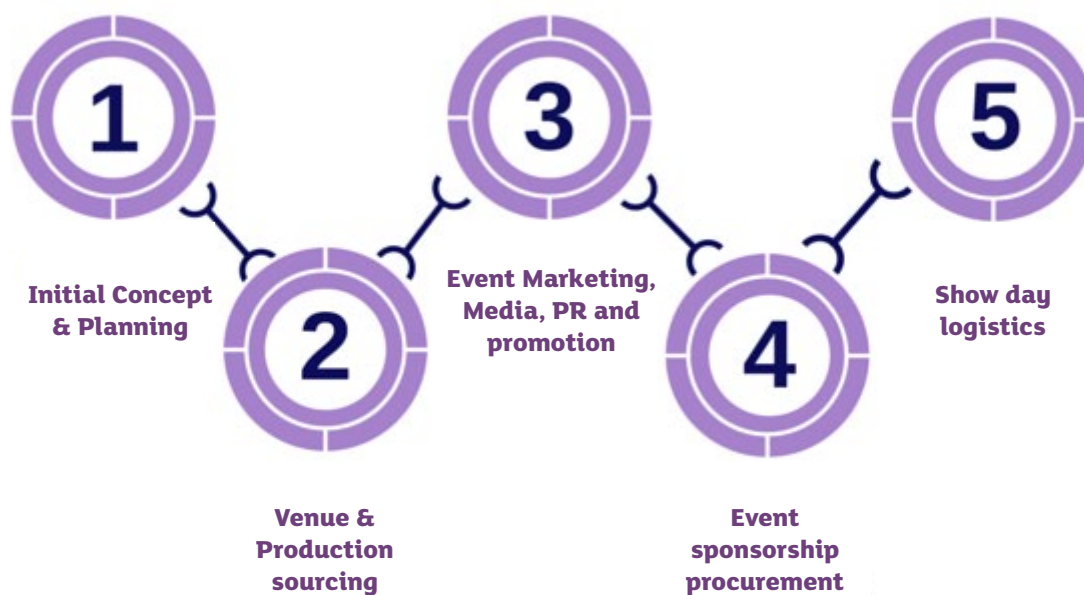 1
Initial Concept
& Planning
2
Venue &
Production
sourcing
3
Event Marketing,
Media, PR and
promotion
4
Event
sponsorship
procurement
5
Show day
logistics